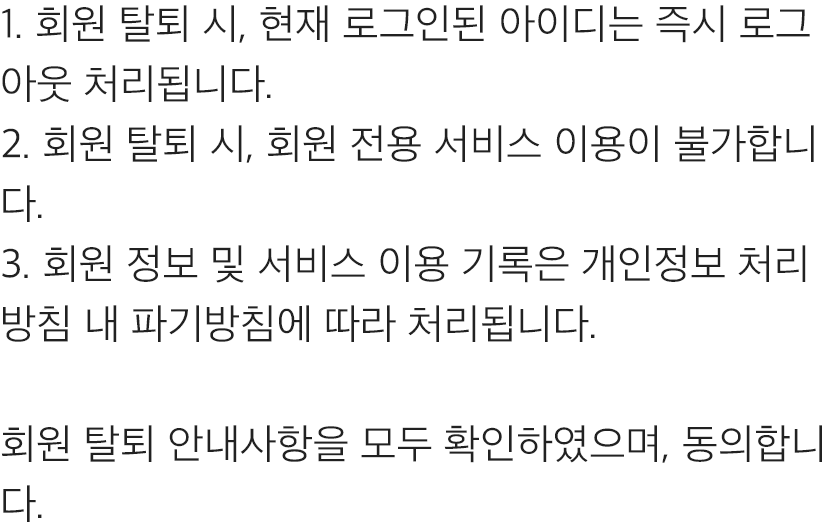 1. 회원 탈퇴 시, 현재 로그인된 아이디는 즉시 로그
아웃 처리됩니다.
2. 회원 탈퇴 시, 회원 전용 서비스 이용이 불가합니
다.
3. 회원 정보 및 서비스 이용 기록은 개인정보 처리
방침 내 파기방침에 따라 처리됩니다.
회원 탈퇴 안내사항을 모두 확인하였으며, 동의합니
다.